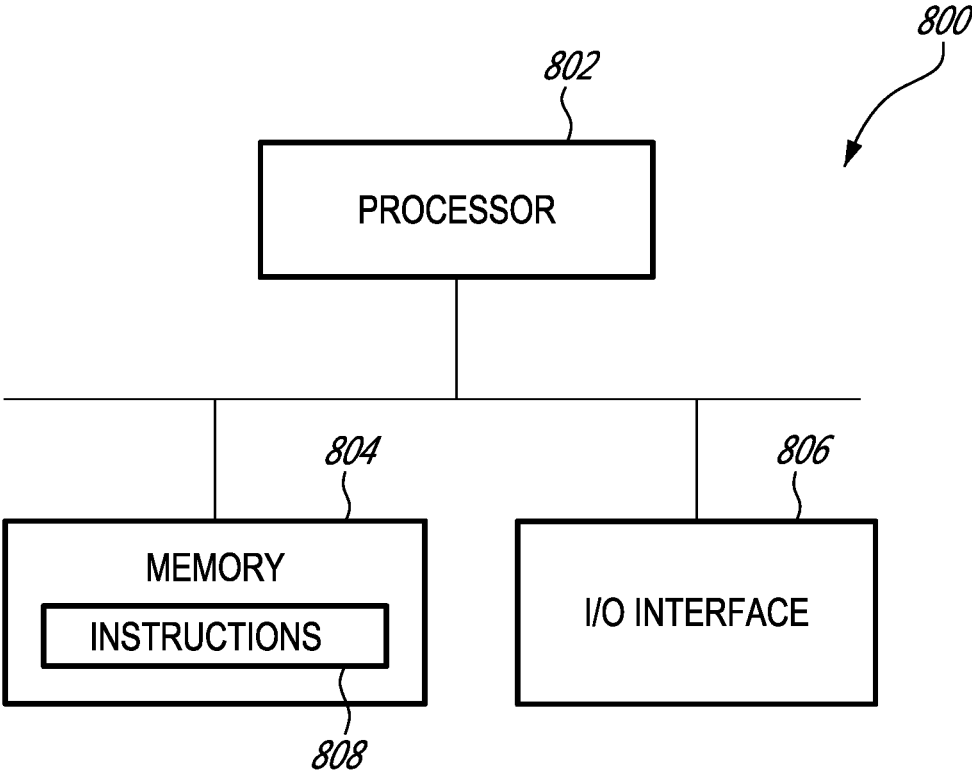 800
802
PROCESSOR
804
806
MEMORY
I/O INTERFACE
INSTRUCTIONS
808